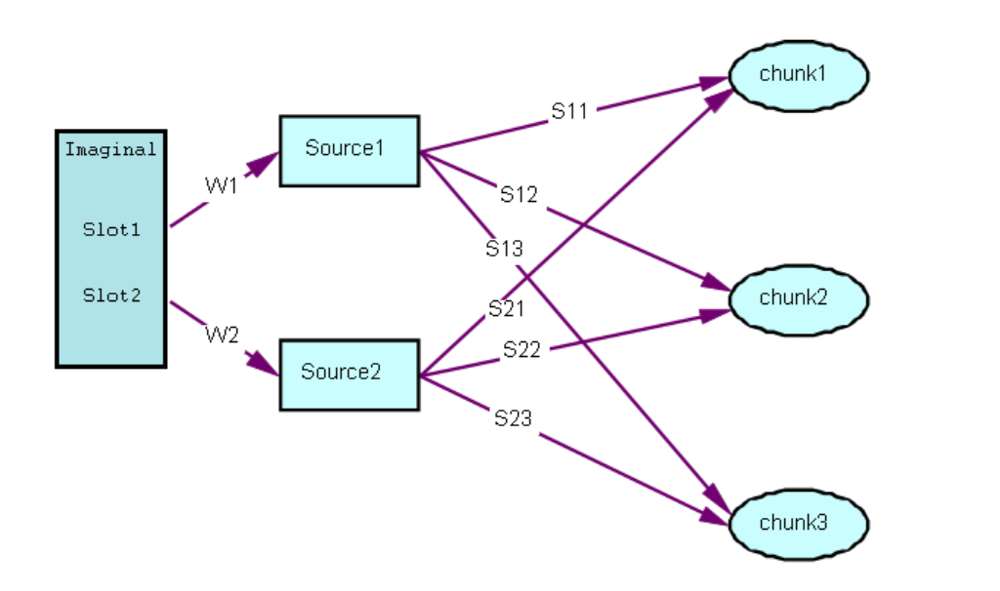 Imaginal
Slot1
Slot2
W1
W2
Source1
Source2
S11
S12
S13
S21
S22
S23
chunk1
chunk2
chunk3